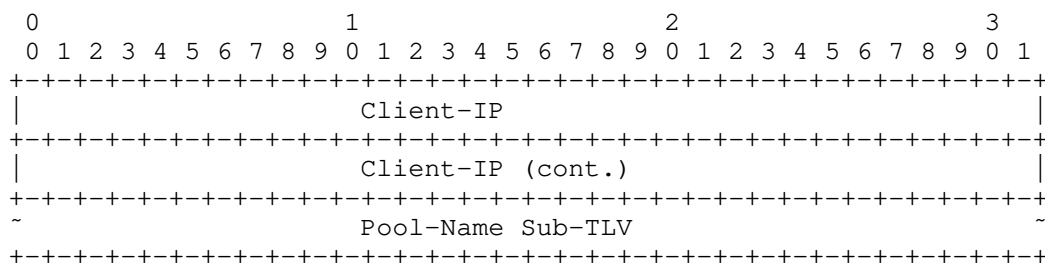 0                   1                   2                   3
 0 1 2 3 4 5 6 7 8 9 0 1 2 3 4 5 6 7 8 9 0 1 2 3 4 5 6 7 8 9 0 1
+-+-+-+-+-+-+-+-+-+-+-+-+-+-+-+-+-+-+-+-+-+-+-+-+-+-+-+-+-+-+-+-+
|                     Client-IP                                 |
+-+-+-+-+-+-+-+-+-+-+-+-+-+-+-+-+-+-+-+-+-+-+-+-+-+-+-+-+-+-+-+-+
|                     Client-IP (cont.)                         |
+-+-+-+-+-+-+-+-+-+-+-+-+-+-+-+-+-+-+-+-+-+-+-+-+-+-+-+-+-+-+-+-+
~                     Pool-Name Sub-TLV                         ~
+-+-+-+-+-+-+-+-+-+-+-+-+-+-+-+-+-+-+-+-+-+-+-+-+-+-+-+-+-+-+-+-+